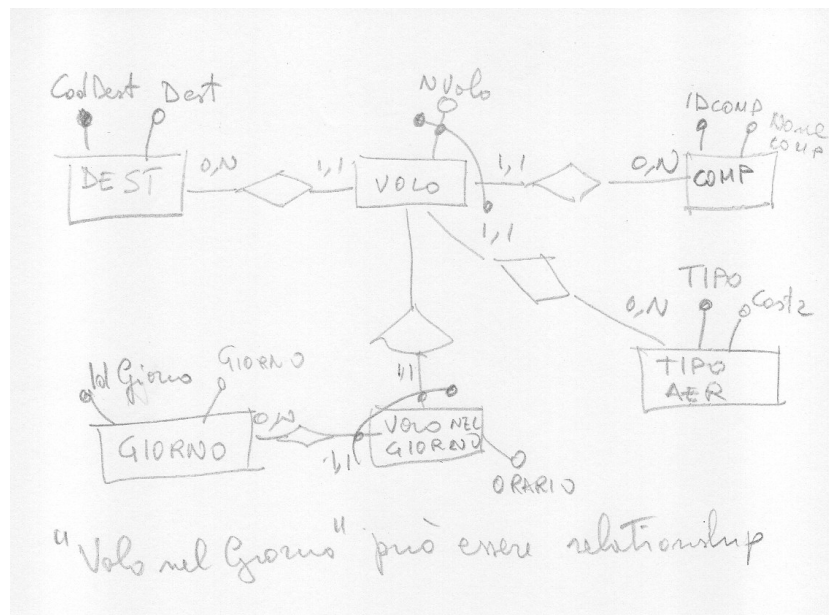 CodDest Dest
NVolo
IDCOMP Nome COMP
DEST
0,N
1,1
VOLO
1,1
0,N
COMP
1,1
0,N
TIPO
Cost2
TIPO AER
IdGiorno GIORNO
1,1
GIORNO
0,N
1,1
VOLO NEL
GIORNO
ORARIO
"Volo nel Giorno" può essere relationship